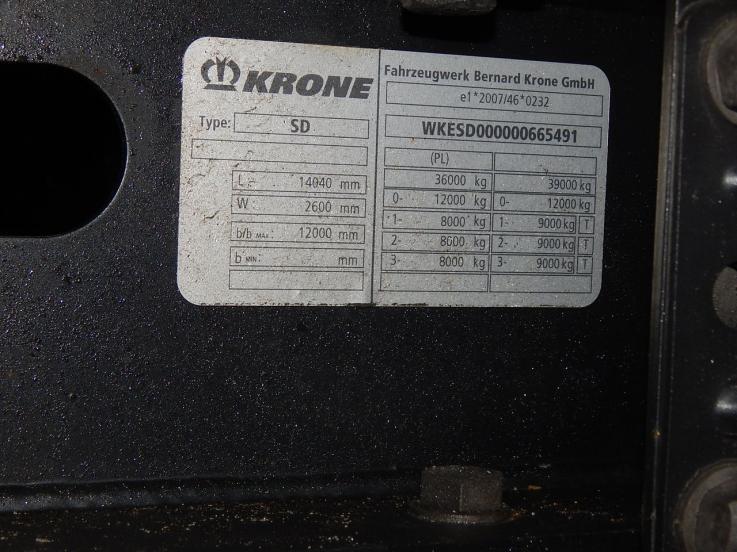 KRONE
Type: SD
L = 14040 mm
W = 2600 mm
b/b MAX: 12000 mm
b MIN: mm
Fahrzeugwerk Bernard Krone GmbH
e1*2007/46*0232
WKESD000000665491
(PL)
36000 kg 39000 kg
0- 12000 kg 0- 12000 kg
1- 8000 kg 1- 9000 kg T
2- 8000 kg 2- 9000 kg T
3- 8000 kg 3- 9000 kg T